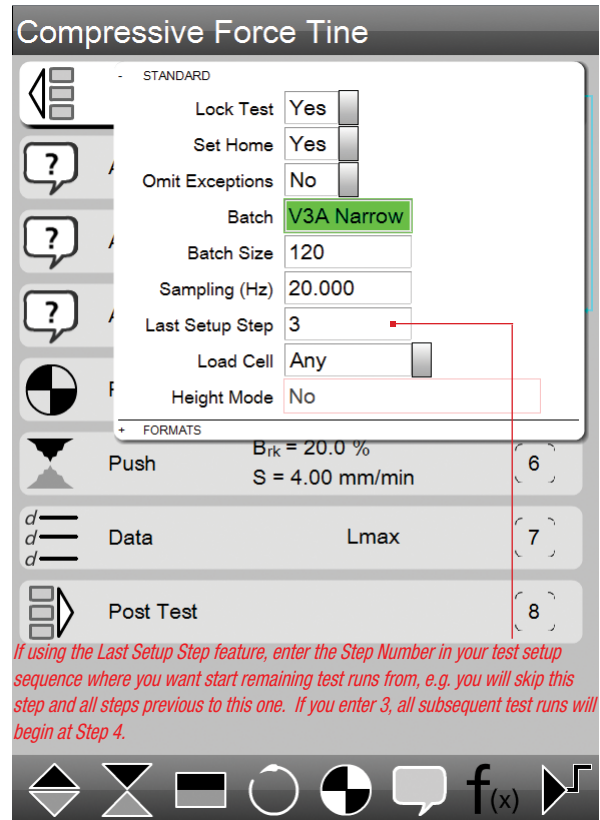 Compressive Force Tine
- STANDARD
Lock Test Yes
Set Home Yes
Omit Exceptions No
Batch V3A Narrow
Batch Size 120
Sampling (Hz) 20.000
Last Setup Step 3
Load Cell Any
Height Mode No
+ FORMATS
?
?
?
Push Brk = 20.0 % S = 4.00 mm/min 6
d
d
d
Data Lmax 7
Post Test 8
If using the Last Setup Step feature, enter the Step Number in your test setup
sequence where you want start remaining test runs from, e.g. you will skip this
step and all steps previous to this one. If you enter 3, all subsequent test runs will
begin at Step 4.
f(x)